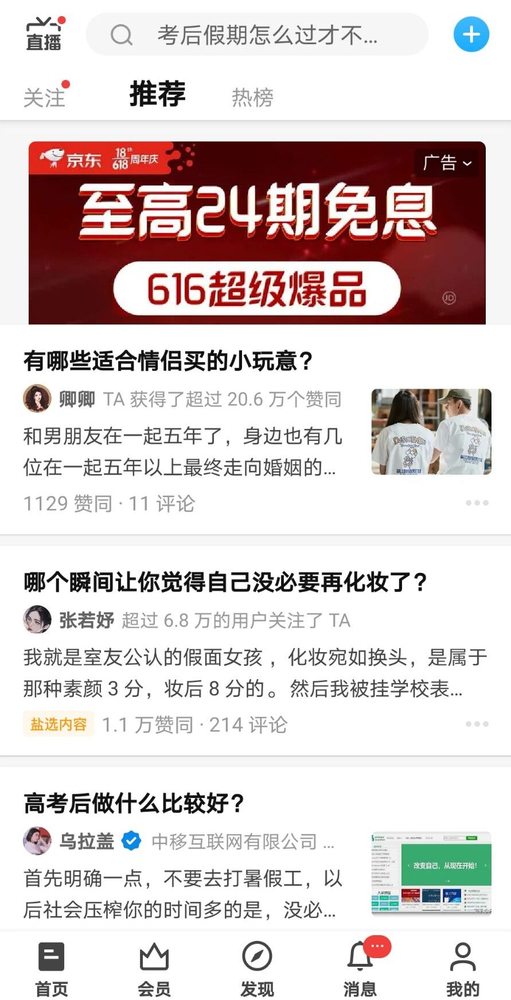 直播
考后假期怎么过才不...
关注
推荐
热榜
京东 18th 618 周年庆
广告
至高24期免息
616超级爆品
JD
有哪些适合情侣买的小玩意？
卿卿 TA 获得了超过 20.6 万个赞同
和男朋友在一起五年了，身边也有几
位在一起五年以上最终走向婚姻的...
1129 赞同 · 11 评论
哪个瞬间让你觉得自己没必要再化妆了？
张若妤 超过 6.8 万的用户关注了 TA
我就是室友公认的假面女孩 ，化妆宛如换头，是属于
那种素颜 3 分，妆后 8 分的 。然后我被挂学校表...
盐选内容 1.1 万赞同 · 214 评论
高考后做什么比较好？
乌拉盖 中移互联网有限公司 ...
首先明确一点，不要去打暑假工，以
后社会压榨你的时间多的是，没必...
改变自己，从现在开始！
大学课程
首页
会员
发现
消息
我的